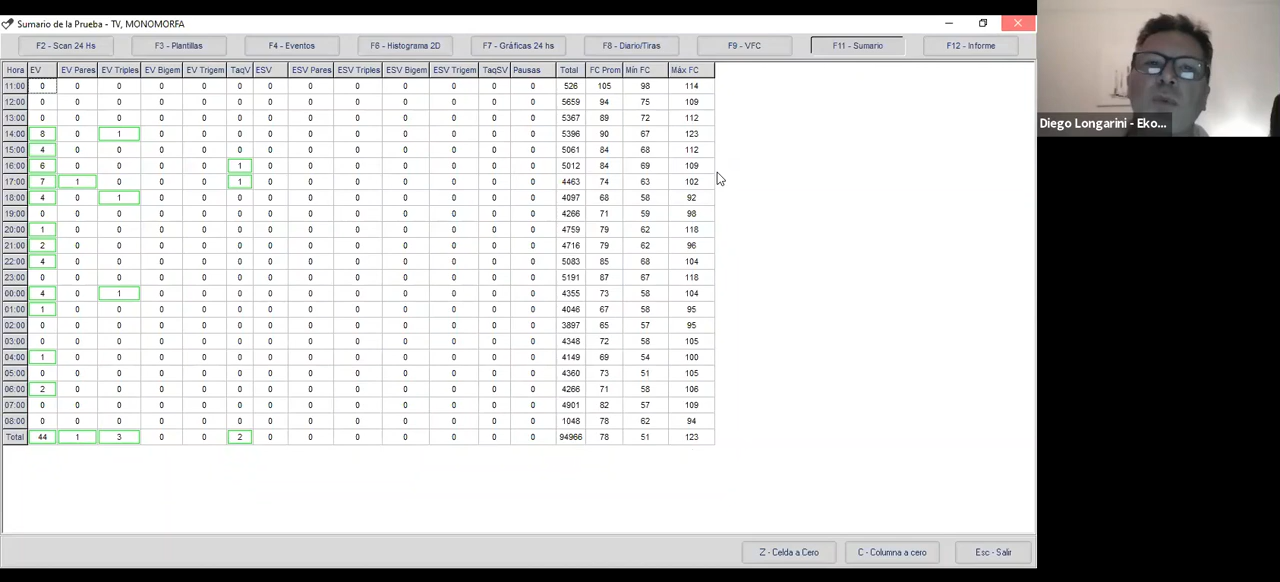 Sumario de la Prueba - TV, MONOMORFA
F2 - Scan 24 Hs F3 - Plantillas F4 - Eventos F6 - Histograma 2D F7 - Gráficas 24 hs F8 - Diario/Tiras F9 - VFC F11 - Sumario F12 - Informe
Hora EV EV Pares EV Triples EV Bigem EV Trigem TaqV ESV ESV Pares ESV Triples ESV Bigem ESV Trigem TaqSV Pausas Total FC Prom Mín FC Máx FC
11:00 0 0 0 0 0 0 0 0 0 0 0 0 0 526 105 98 114
12:00 0 0 0 0 0 0 0 0 0 0 0 0 0 5659 94 75 109
13:00 0 0 0 0 0 0 0 0 0 0 0 0 0 5367 89 72 112
14:00 8 0 1 0 0 0 0 0 0 0 0 0 0 5396 90 67 123
15:00 4 0 0 0 0 0 0 0 0 0 0 0 0 5061 84 68 112
16:00 6 0 0 0 0 1 0 0 0 0 0 0 0 5012 84 69 109
17:00 7 1 0 0 0 1 0 0 0 0 0 0 0 4463 74 63 102
18:00 4 0 1 0 0 0 0 0 0 0 0 0 0 4097 68 58 92
19:00 0 0 0 0 0 0 0 0 0 0 0 0 0 4266 71 59 98
20:00 1 0 0 0 0 0 0 0 0 0 0 0 0 4759 79 62 118
21:00 2 0 0 0 0 0 0 0 0 0 0 0 0 4716 79 62 96
22:00 4 0 0 0 0 0 0 0 0 0 0 0 0 5083 85 68 104
23:00 0 0 0 0 0 0 0 0 0 0 0 0 0 5191 87 67 118
00:00 4 0 1 0 0 0 0 0 0 0 0 0 0 4355 73 58 104
01:00 1 0 0 0 0 0 0 0 0 0 0 0 0 4046 67 58 95
02:00 0 0 0 0 0 0 0 0 0 0 0 0 0 3897 65 57 95
03:00 0 0 0 0 0 0 0 0 0 0 0 0 0 4348 72 58 105
04:00 1 0 0 0 0 0 0 0 0 0 0 0 0 4149 69 54 100
05:00 0 0 0 0 0 0 0 0 0 0 0 0 0 4360 73 51 105
06:00 2 0 0 0 0 0 0 0 0 0 0 0 0 4266 71 58 106
07:00 0 0 0 0 0 0 0 0 0 0 0 0 0 4901 82 57 109
08:00 0 0 0 0 0 0 0 0 0 0 0 0 0 1048 78 62 94
Total 44 1 3 0 0 2 0 0 0 0 0 0 0 94966 78 51 123
Z - Celda a Cero C - Columna a cero Esc - Salir
Diego Longarini - Eko...